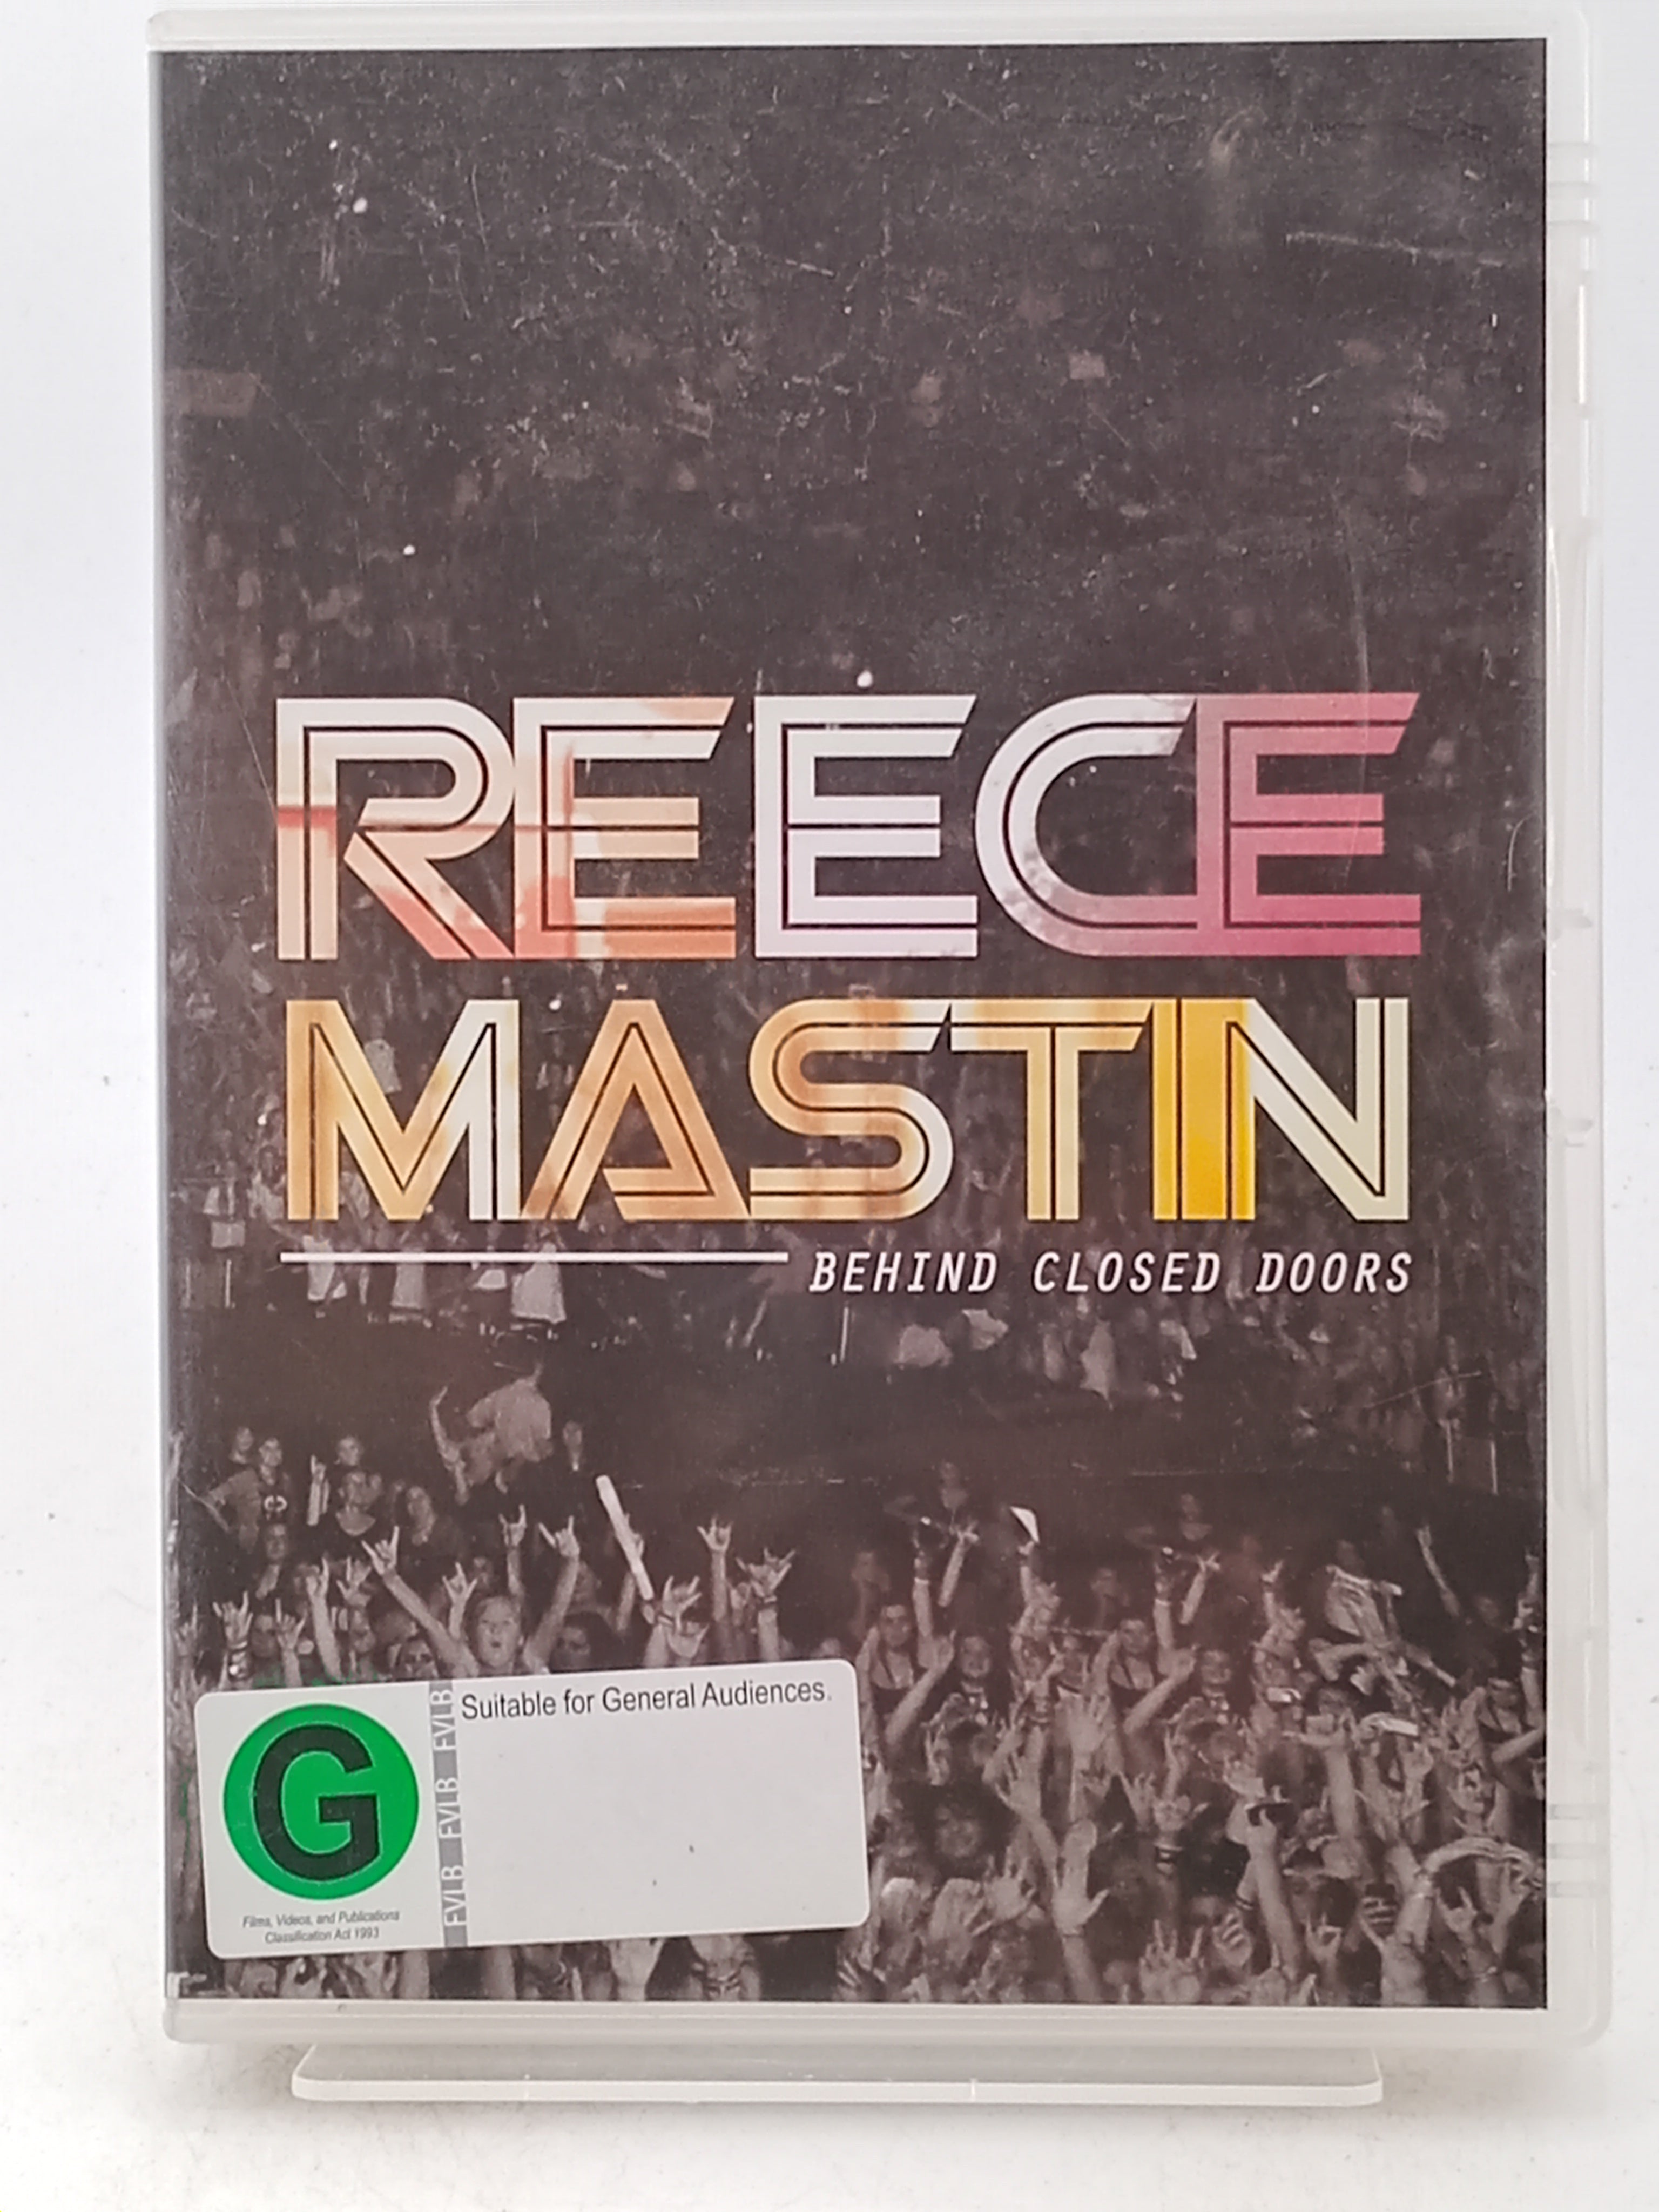 REECE
MASTIN
BEHIND CLOSED DOORS
G
Films, Videos, and Publications
Classification Act 1993
FVLB FVLB FVLB
Suitable for General Audiences.